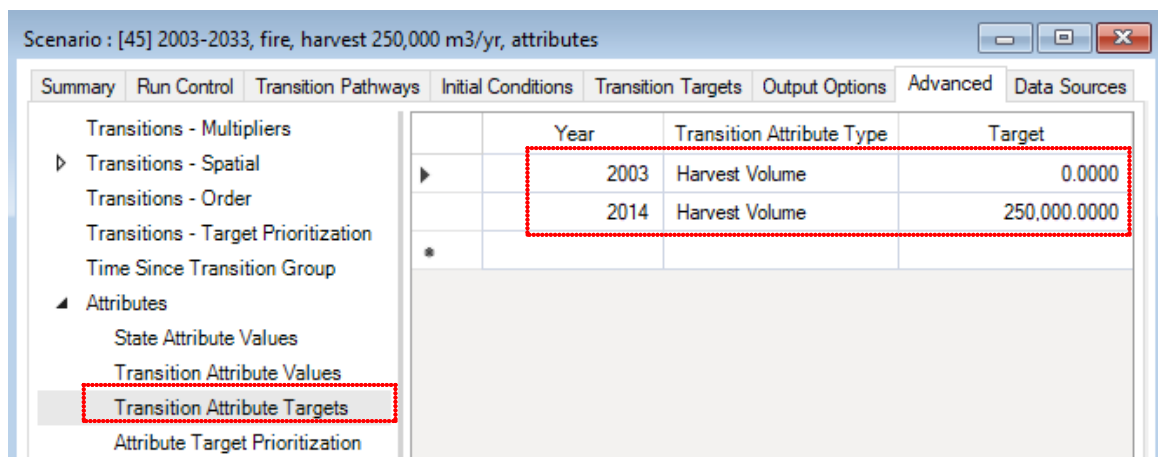 Scenario : [45] 2003-2033, fire, harvest 250,000 m3/yr, attributes
Summary Run Control Transition Pathways Initial Conditions Transition Targets Output Options Advanced Data Sources
Transitions - Multipliers
Transitions - Spatial
Transitions - Order
Transitions - Target Prioritization
Time Since Transition Group
Attributes
State Attribute Values
Transition Attribute Values
Transition Attribute Targets
Attribute Target Prioritization
Year Transition Attribute Type Target
2003 Harvest Volume 0.0000
2014 Harvest Volume 250,000.0000